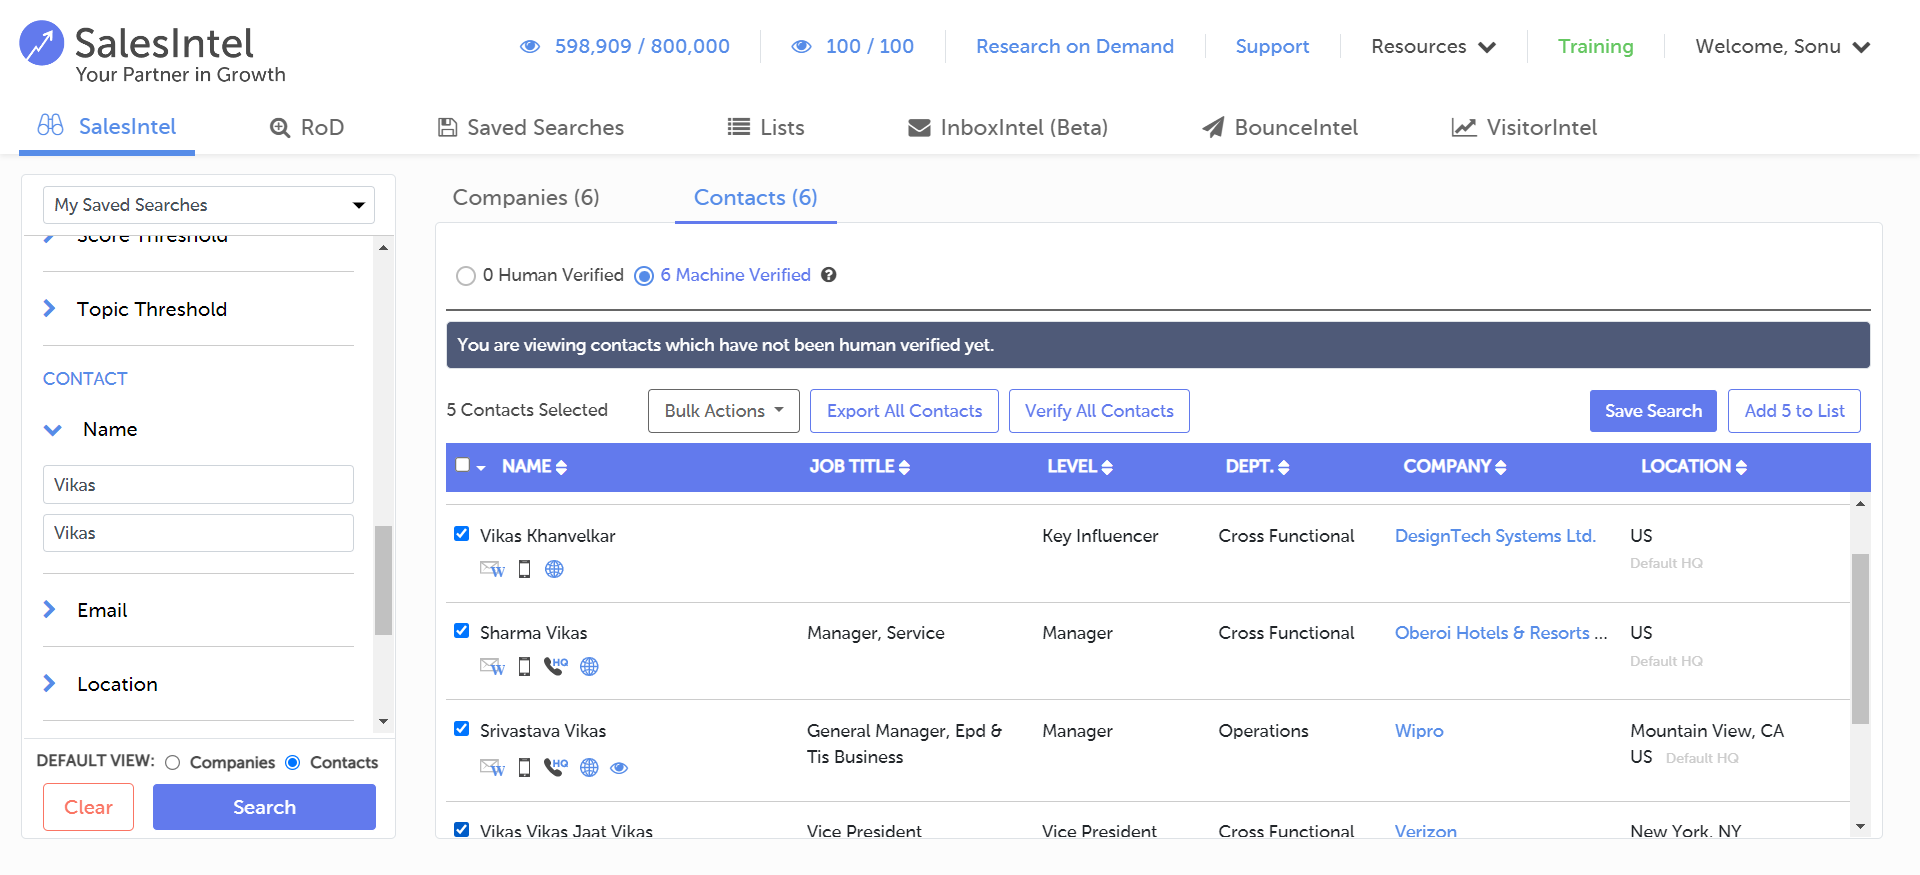 SalesIntel
Your Partner in Growth
598,909 / 800,000
100 / 100
Research on Demand
Support
Resources
Training
Welcome, Sonu
SalesIntel
RoD
Saved Searches
Lists
InboxIntel (Beta)
BounceIntel
VisitorIntel
My Saved Searches
Score Threshold
Topic Threshold
CONTACT
Name
Vikas
Vikas
Email
Location
DEFAULT VIEW: Companies Contacts
Clear
Search
Companies (6)
Contacts (6)
0 Human Verified 6 Machine Verified ?
You are viewing contacts which have not been human verified yet.
5 Contacts Selected
Bulk Actions
Export All Contacts
Verify All Contacts
Save Search
Add 5 to List
NAME JOB TITLE LEVEL DEPT. COMPANY LOCATION
Vikas Khanvelkar Key Influencer Cross Functional DesignTech Systems Ltd. US
W Default HQ
Sharma Vikas Manager, Service Manager Cross Functional Oberoi Hotels & Resorts ... US
W HQ Default HQ
Srivastava Vikas General Manager, Epd & Manager Operations Wipro Mountain View, CA
Tis Business US Default HQ
W HQ
Vikas Vikas Jaat Vikas Vice President Vice President Cross Functional Verizon New York, NY